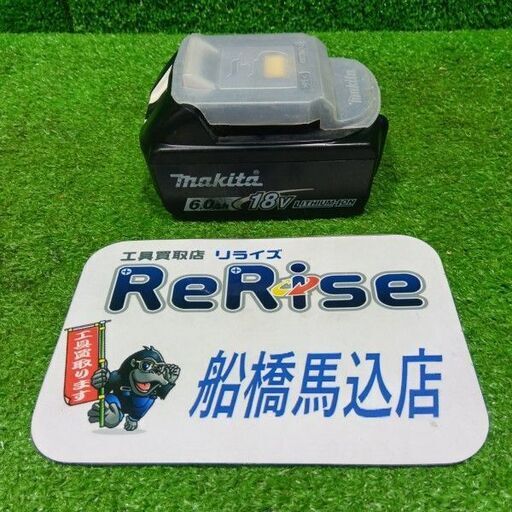 makita
makita
6.0Ah 18V LITHIUM-ION
工具買取店 リライズ
ReRise
工具買取ります
船橋馬込店